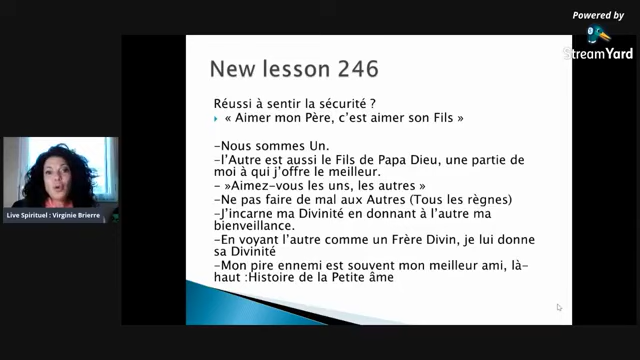 Powered by
StreamYard
New lesson 246
Réussi à sentir la sécurité ?
« Aimer mon Père, c'est aimer son Fils »
-Nous sommes Un.
-l'Autre est aussi le Fils de Papa Dieu, une partie de
moi à qui j'offre le meilleur.
- »Aimez-vous les uns, les autres »
-Ne pas faire de mal aux Autres (Tous les règnes)
-J'incarne ma Divinité en donnant à l'autre ma
bienveillance.
-En voyant l'autre comme un Frère Divin, je lui donne
sa Divinité
-Mon pire ennemi est souvent mon meilleur ami, là-
haut :Histoire de la Petite âme
Live Spirituel : Virginie Brierre